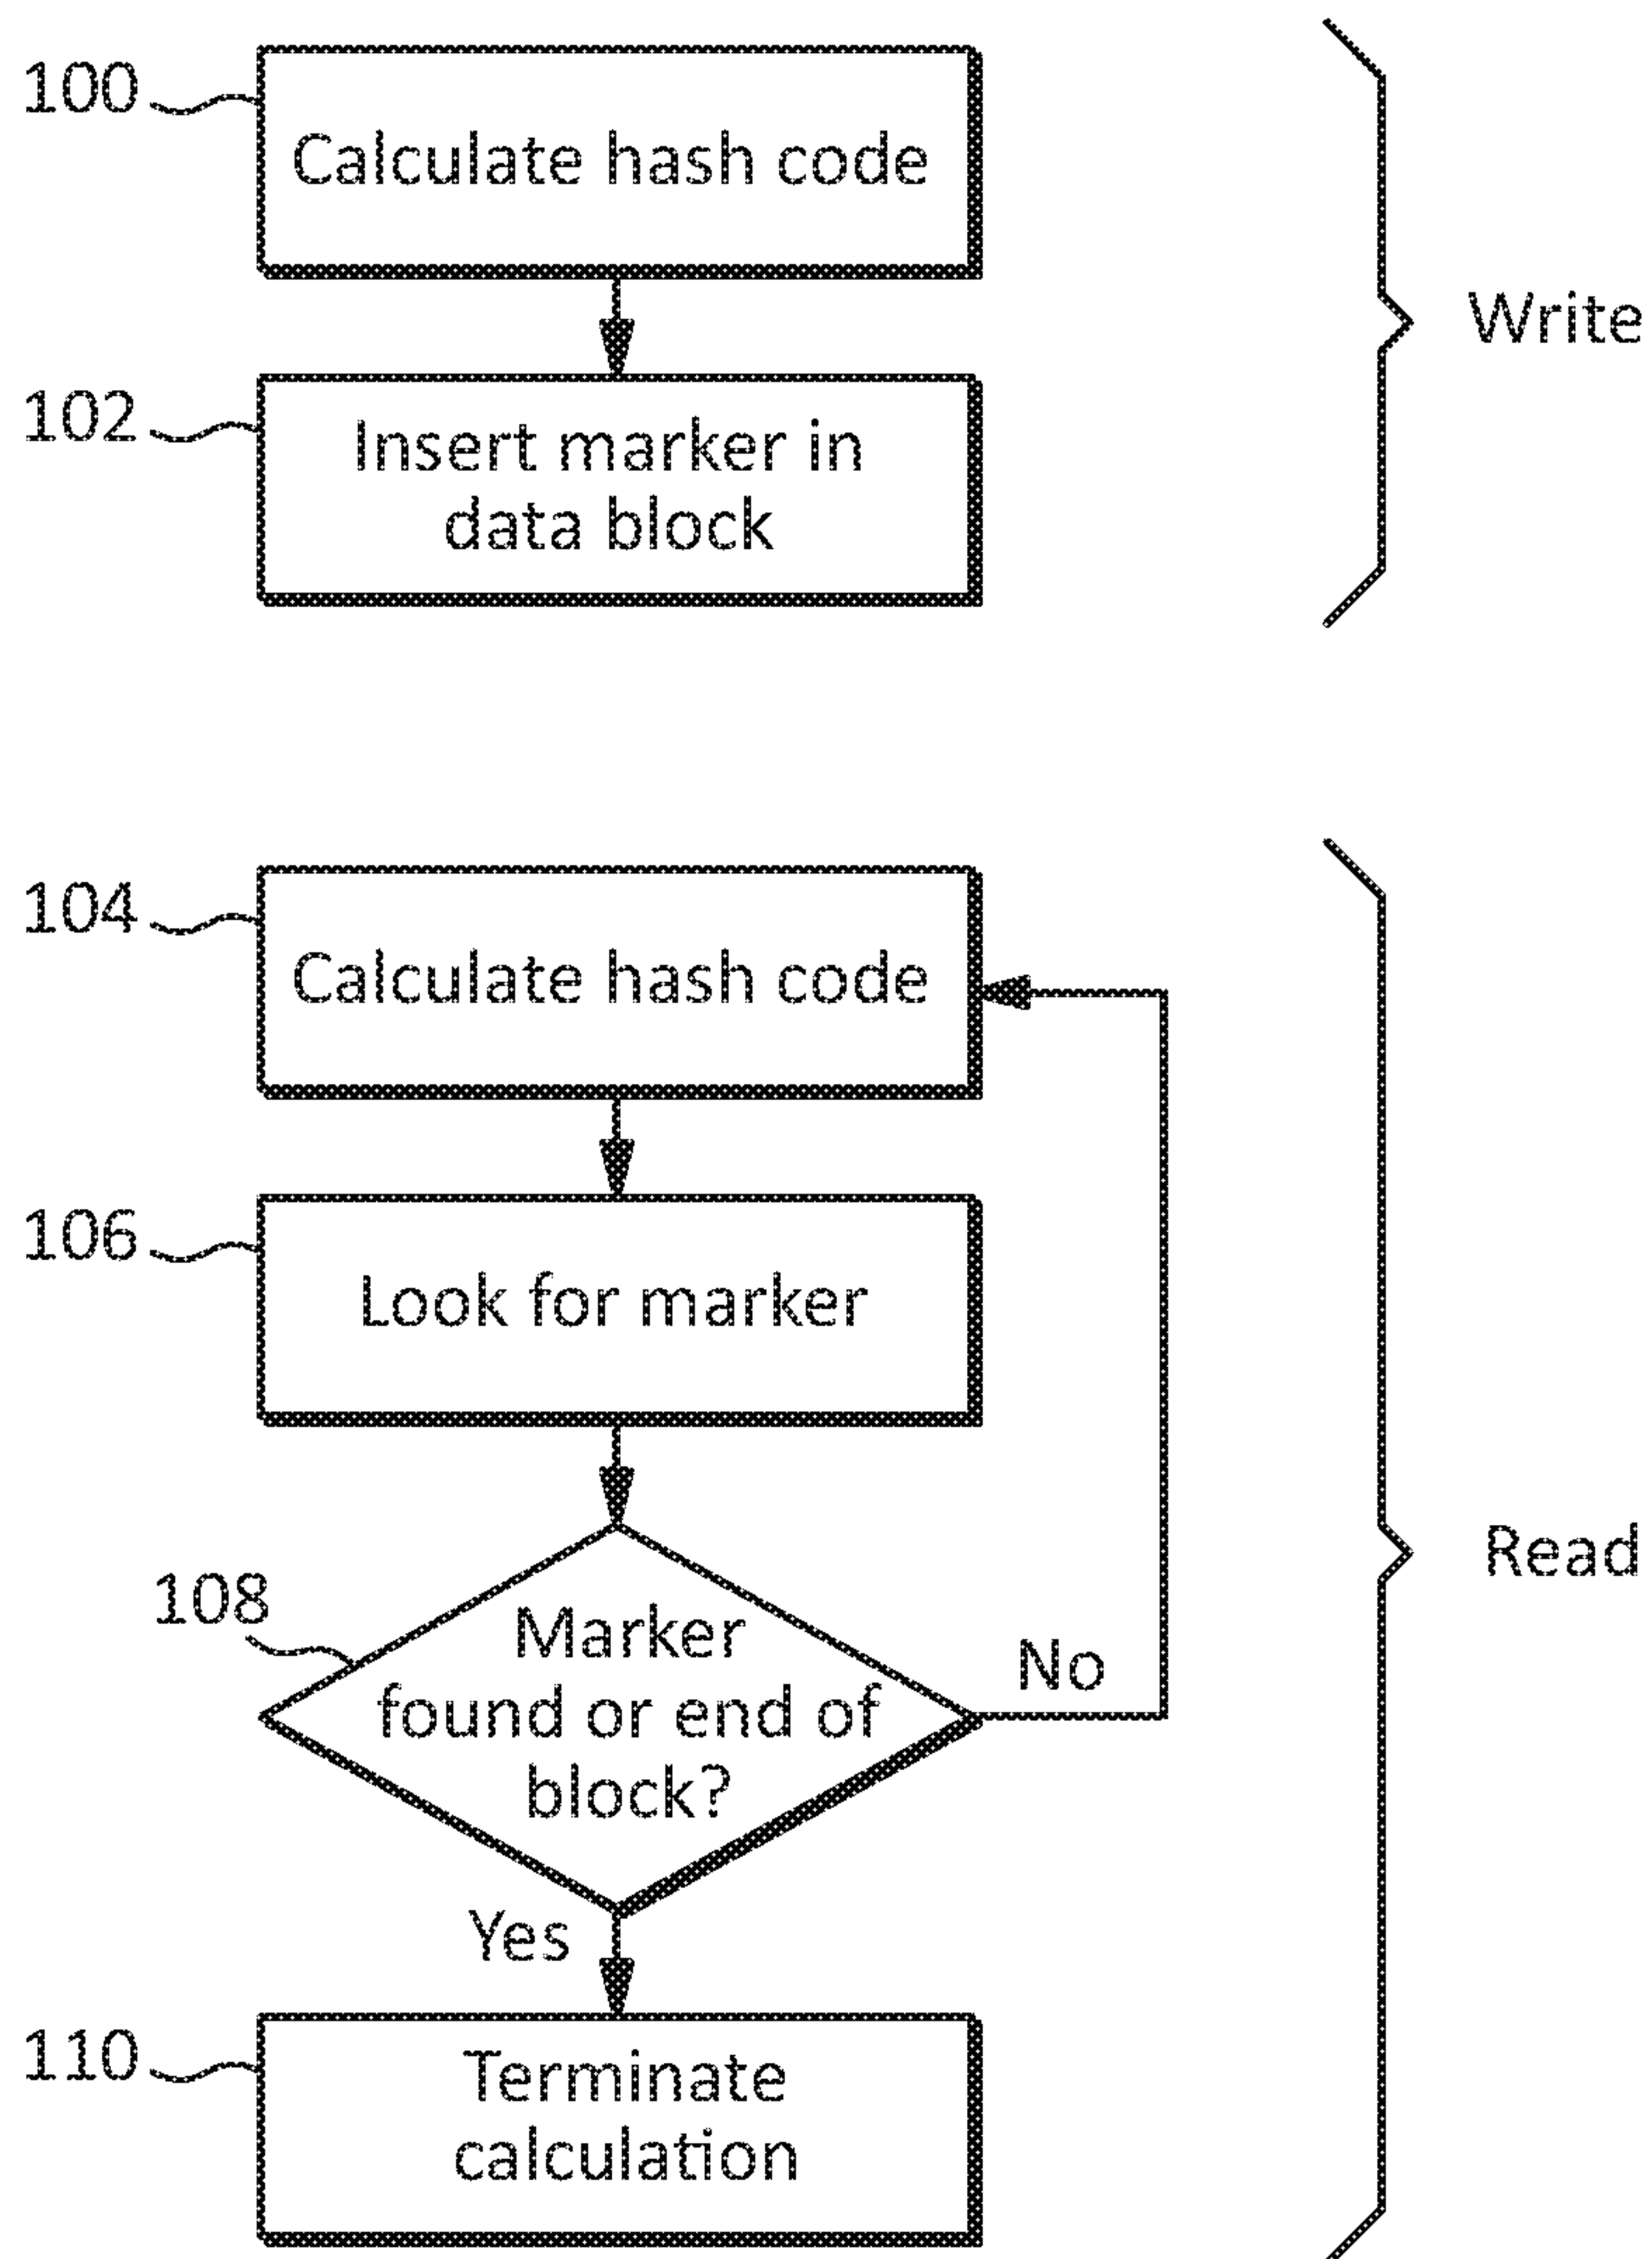 100
Calculate hash code
Write
102
Insert marker in
data block
104
Calculate hash code
106
Look for marker
Read
108
Marker
found or end of
block?
No
Yes
110
Terminate
calculation